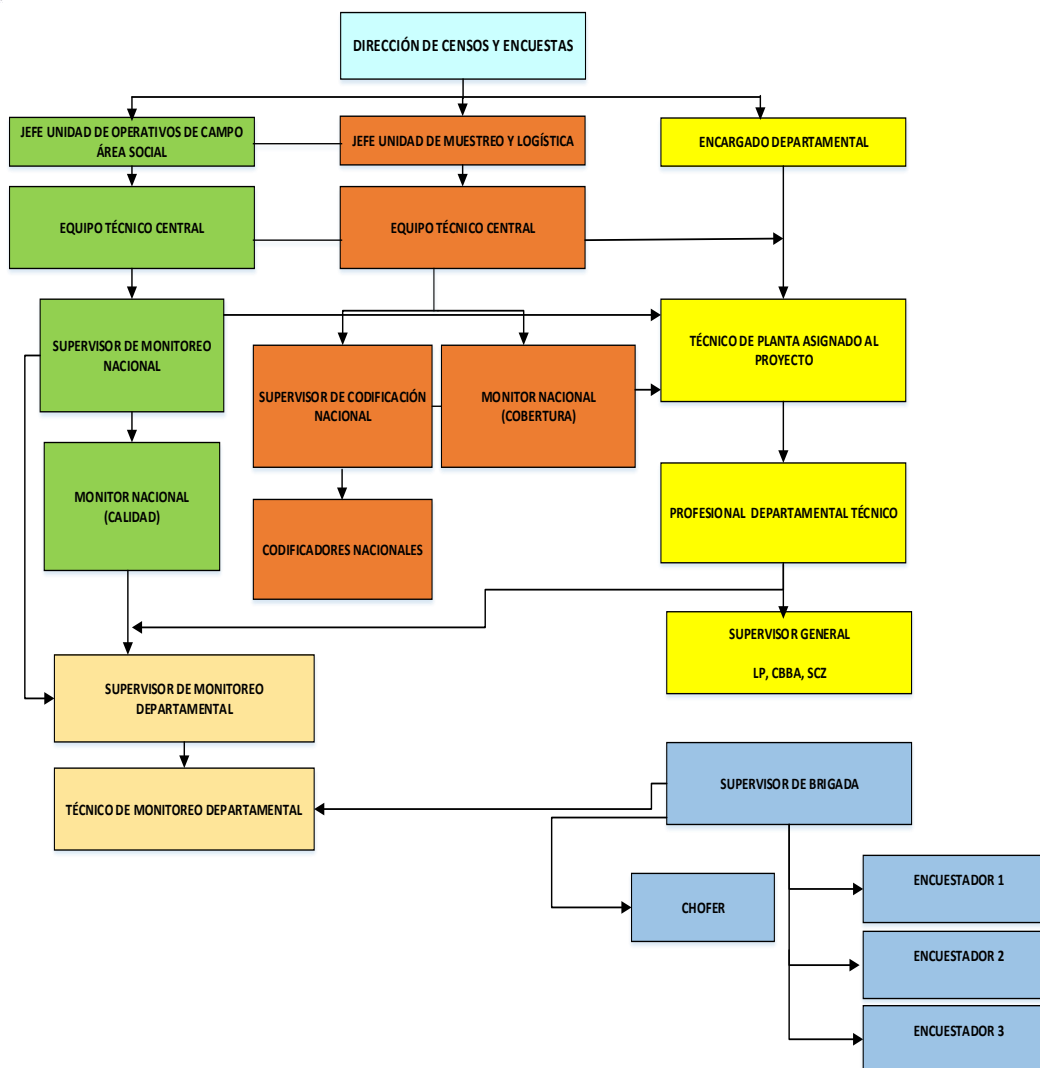 DIRECCIÓN DE CENSOS Y ENCUESTAS
JEFE UNIDAD DE OPERATIVOS DE CAMPO
ÁREA SOCIAL
JEFE UNIDAD DE MUESTREO Y LOGÍSTICA
ENCARGADO DEPARTAMENTAL
EQUIPO TÉCNICO CENTRAL
EQUIPO TÉCNICO CENTRAL
SUPERVISOR DE MONITOREO
NACIONAL
TÉCNICO DE PLANTA ASIGNADO AL
PROYECTO
SUPERVISOR DE CODIFICACIÓN
NACIONAL
MONITOR NACIONAL
(COBERTURA)
MONITOR NACIONAL
(CALIDAD)
PROFESIONAL DEPARTAMENTAL TÉCNICO
CODIFICADORES NACIONALES
SUPERVISOR GENERAL
LP, CBBA, SCZ
SUPERVISOR DE MONITOREO
DEPARTAMENTAL
TÉCNICO DE MONITOREO DEPARTAMENTAL
SUPERVISOR DE BRIGADA
CHOFER
ENCUESTADOR 1
ENCUESTADOR 2
ENCUESTADOR 3